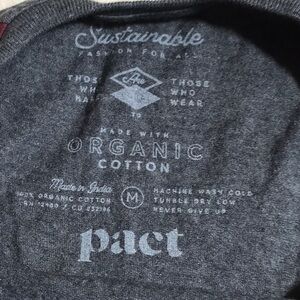 Sustainable
FASHION FOR ALL
THOSE WHO Are THOSE WHO
TO WEAR
MADE WITH
ORGANIC
COTTON
Made in India
100% ORGANIC COTTON
M
MACHINE WASH COLD
TUMBLE DRY LOW
NEVER GIVE UP
pact